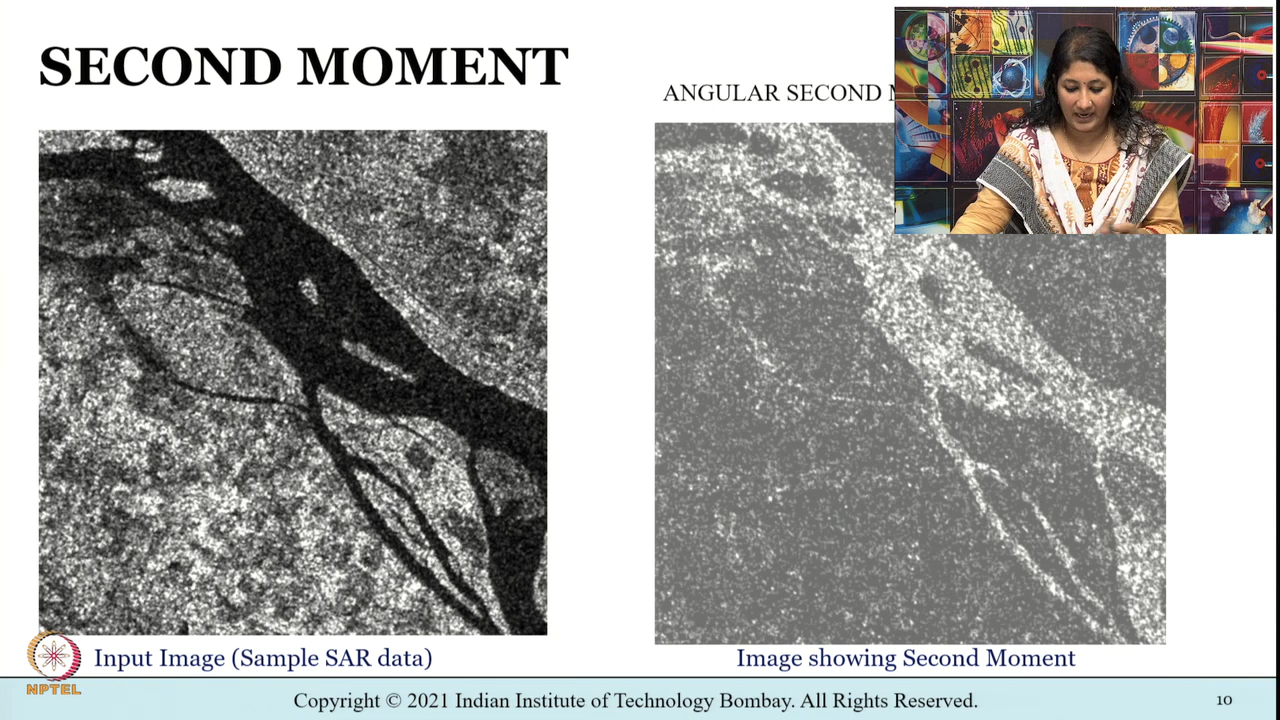 SECOND MOMENT
ANGULAR SECOND
Input Image (Sample SAR data)
Image showing Second Moment
NPTEL
Copyright © 2021 Indian Institute of Technology Bombay. All Rights Reserved.
10